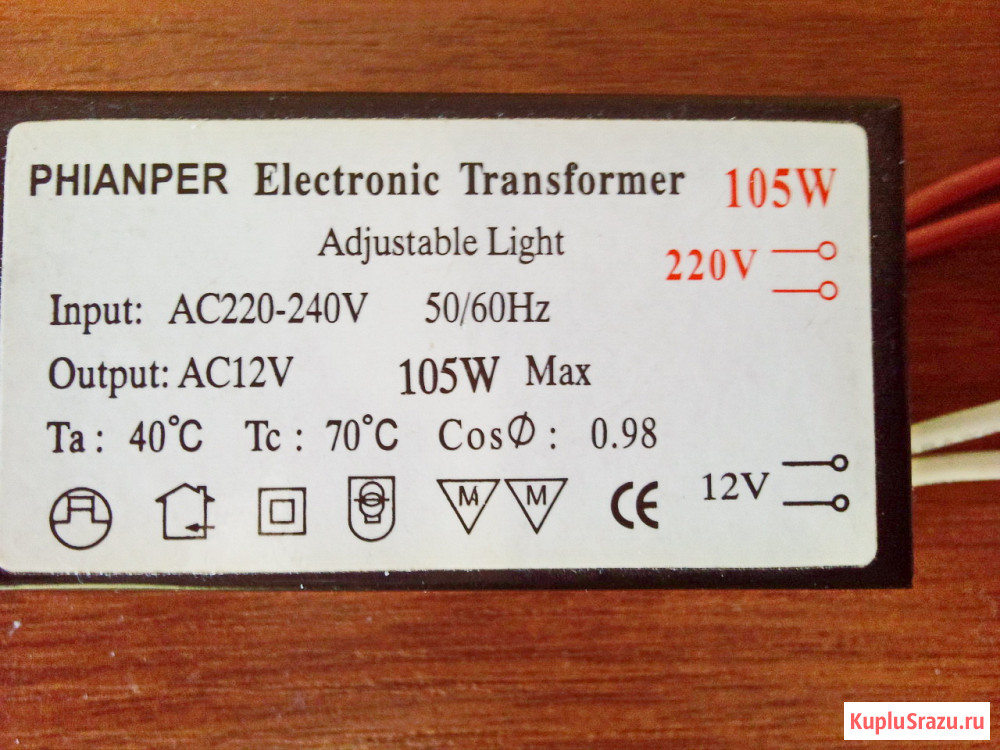 PHIANPER Electronic Transformer 105W
Adjustable Light
220V
Input: AC220-240V 50/60Hz
Output: AC12V 105W Max
Ta : 40°C Tc : 70°C CosØ : 0.98
M M CE 12V
KupluSrazu.ru